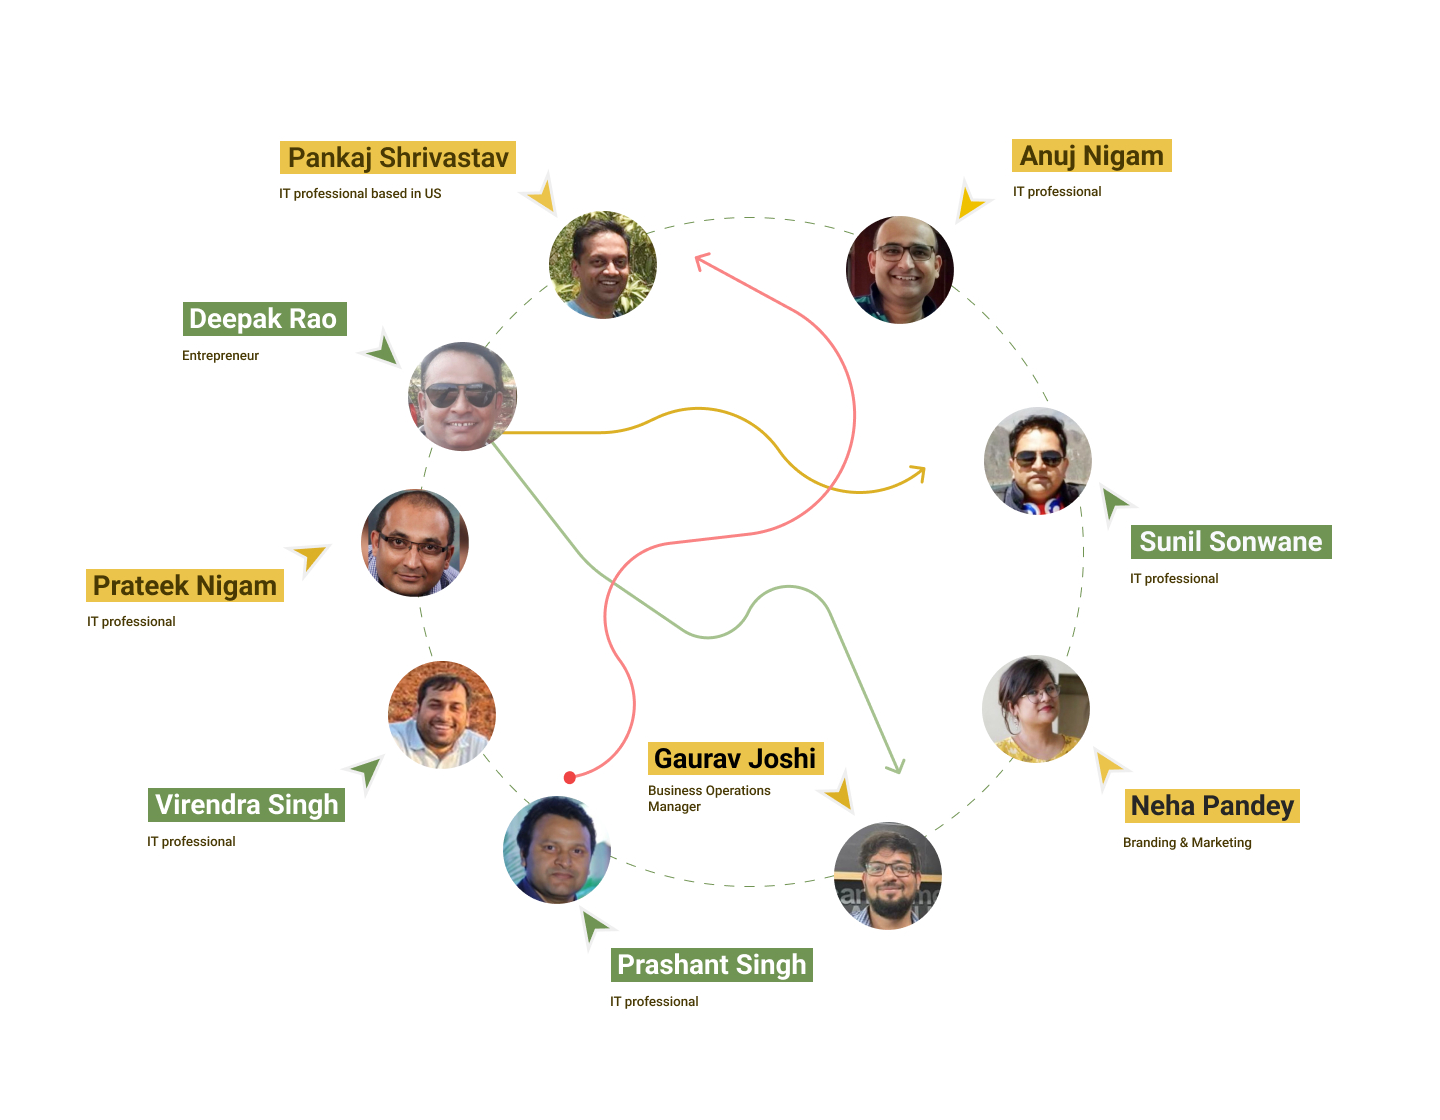 Pankaj Shrivastav
IT professional based in US
Anuj Nigam
IT professional
Deepak Rao
Entrepreneur
Sunil Sonwane
IT professional
Prateek Nigam
IT professional
Gaurav Joshi
Business Operations
Manager
Virendra Singh
IT professional
Neha Pandey
Branding & Marketing
Prashant Singh
IT professional